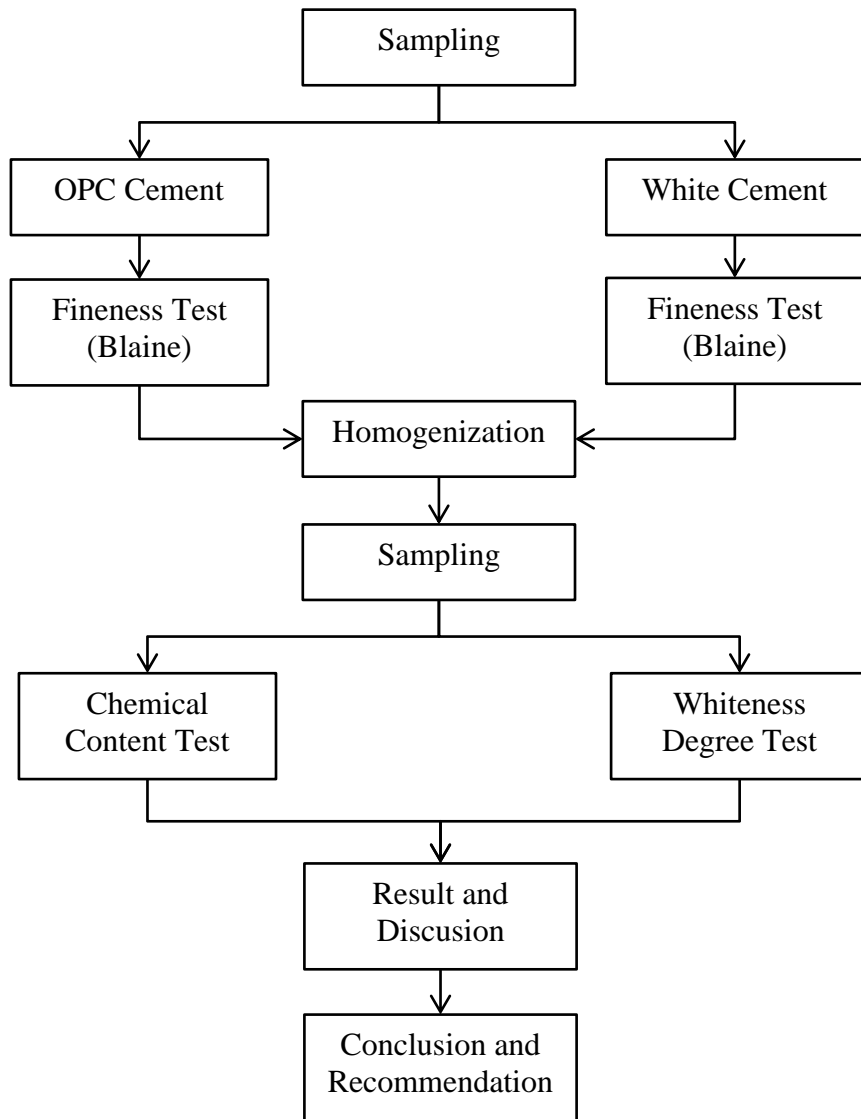 Sampling
OPC Cement
White Cement
Fineness Test
(Blaine)
Fineness Test
(Blaine)
Homogenization
Sampling
Chemical
Content Test
Whiteness
Degree Test
Result and
Discusion
Conclusion and
Recommendation